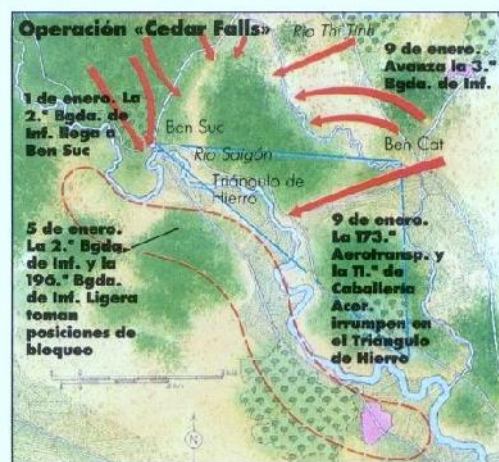 Operación «Cedar Falls»
Río Thi Tinh
9 de enero.
Avanza la 3.ª
Bgda. de Inf.
1 de enero. La
2.ª Bgda. de
Inf. llega a
Ben Suc
Ben Suc
Río Saigón
Ben Cat
Triángulo de
Hierro
5 de enero.
La 2.ª Bgda.
de Inf. y la
196.ª Bgda.
de Inf. Ligera
toman
posiciones de
bloqueo
9 de enero.
La 173.ª
Aerotransp. y
la 11.ª de
Caballería
Acor.
irrumpen en
el Triángulo
de Hierro
N